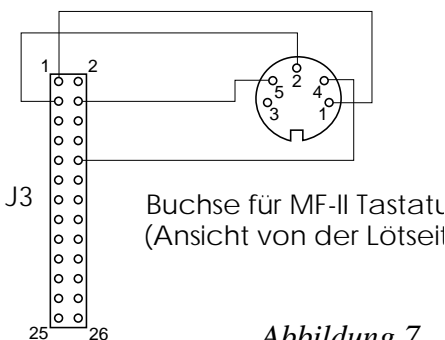 1 2
2
5 4
3 1
J3
Buchse für MF-II Tastatu
(Ansicht von der Lötseit
25 26
Abbildung 7